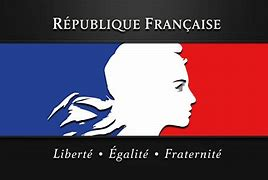 RÉPUBLIQUE FRANÇAISE
Liberté • Égalité • Fraternité